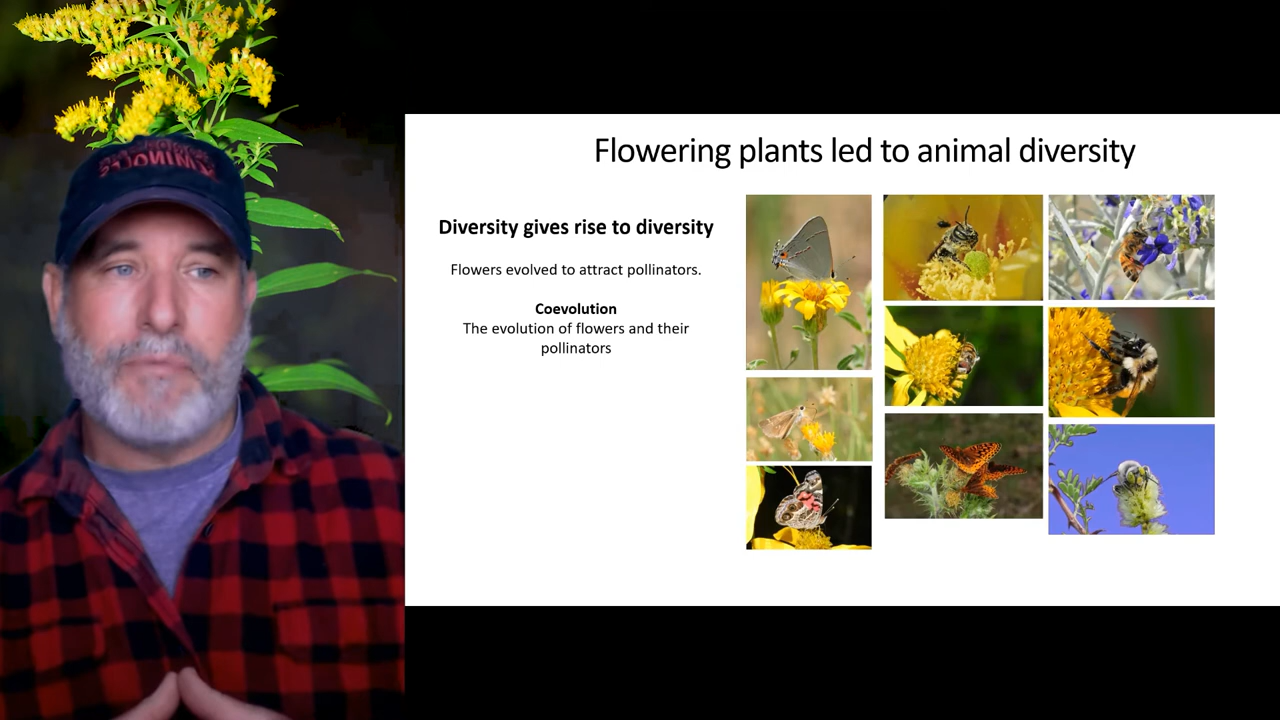 Flowering plants led to animal diversity
Diversity gives rise to diversity
Flowers evolved to attract pollinators.
Coevolution
The evolution of flowers and their
pollinators